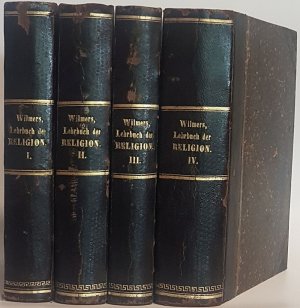 Wilmers,
Lehrbuch der
RELIGION.
I.
Wilmers,
Lehrbuch der
RELIGION.
II.
Wilmers,
Lehrbuch der
RELIGION.
III.
Wilmers,
Lehrbuch der
RELIGION.
IV.